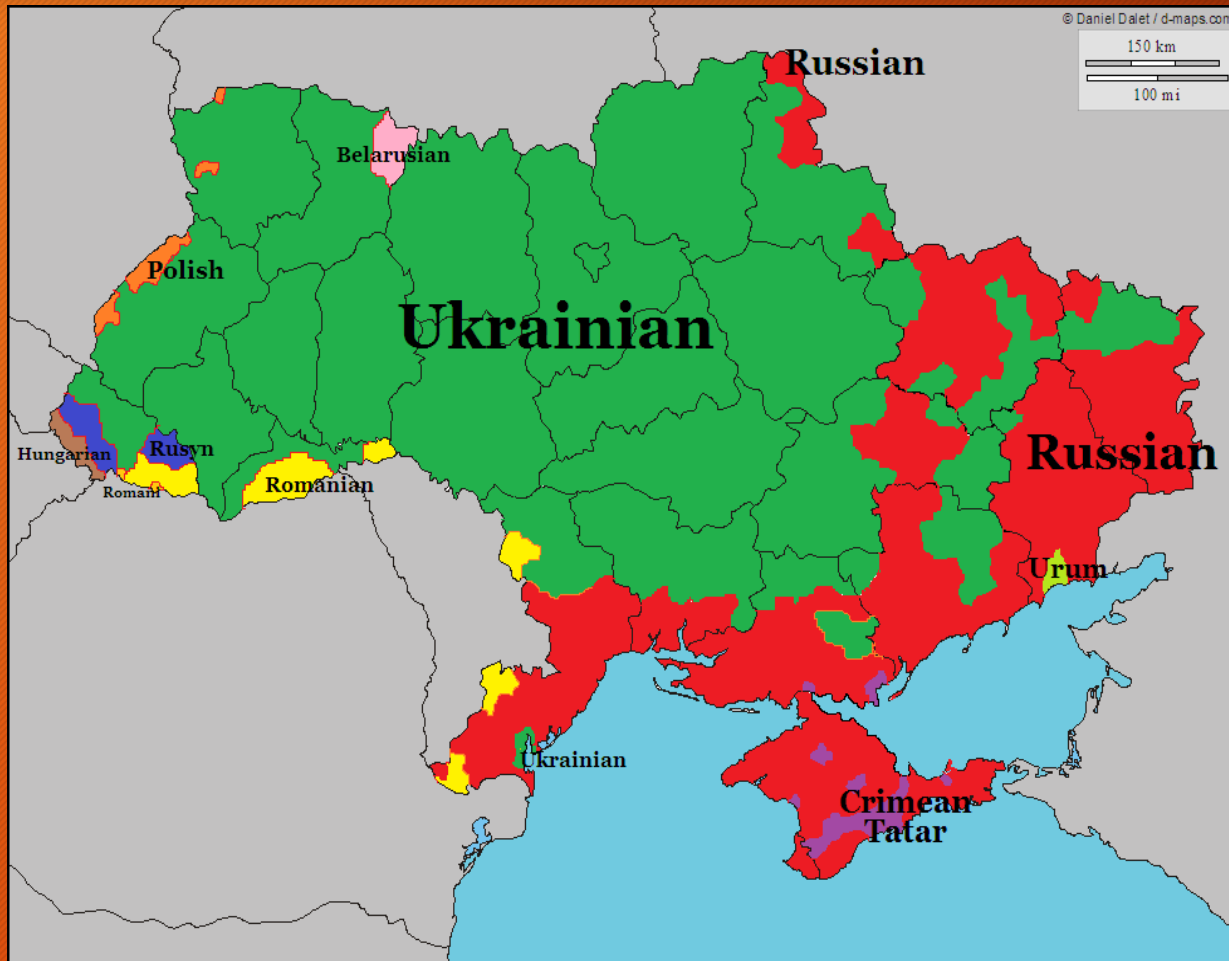 © Daniel Dalet / d-maps.com
150 km
100 mi
Russian
Belarusian
Polish
Ukrainian
Hungarian
Rusyn
Romani
Romanian
Russian
Urum
Ukrainian
Crimean
Tatar